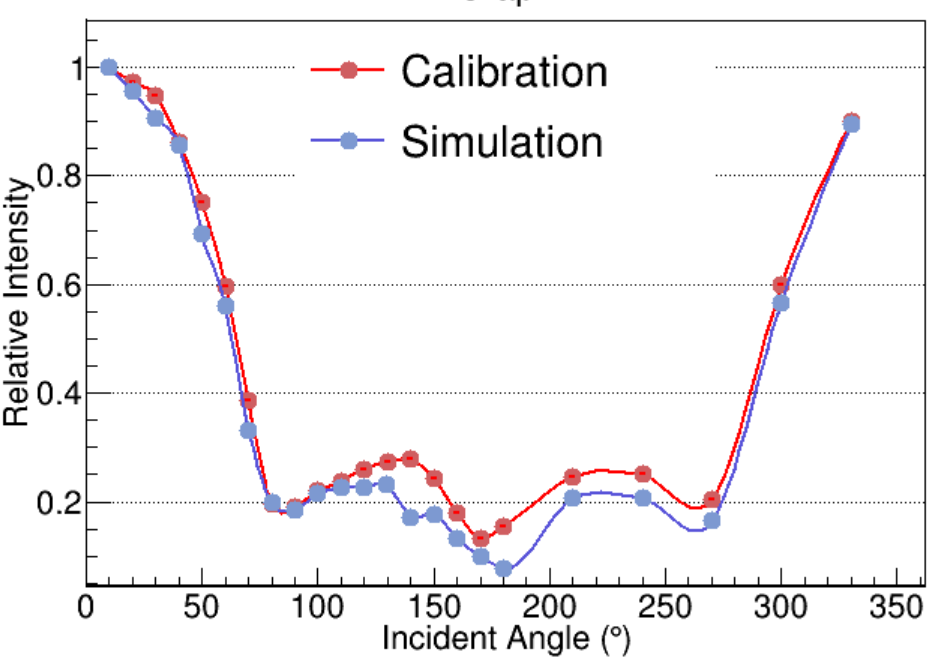 Calibration
Simulation
Relative Intensity
1
0.8
0.6
0.4
0.2
0 50 100 150 200 250 300 350
Incident Angle (°)